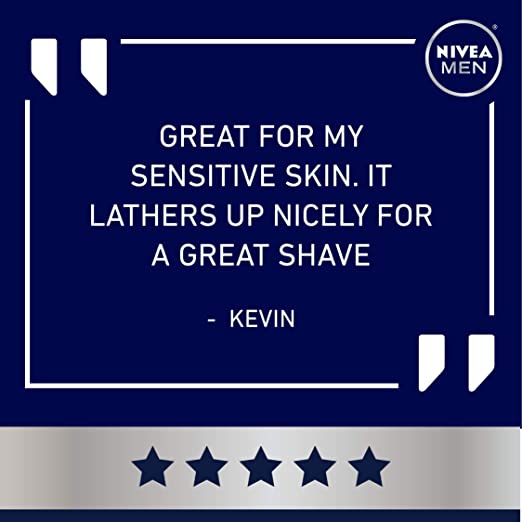 NIVEA
MEN
GREAT FOR MY
SENSITIVE SKIN. IT
LATHERS UP NICELY FOR
A GREAT SHAVE
- KEVIN